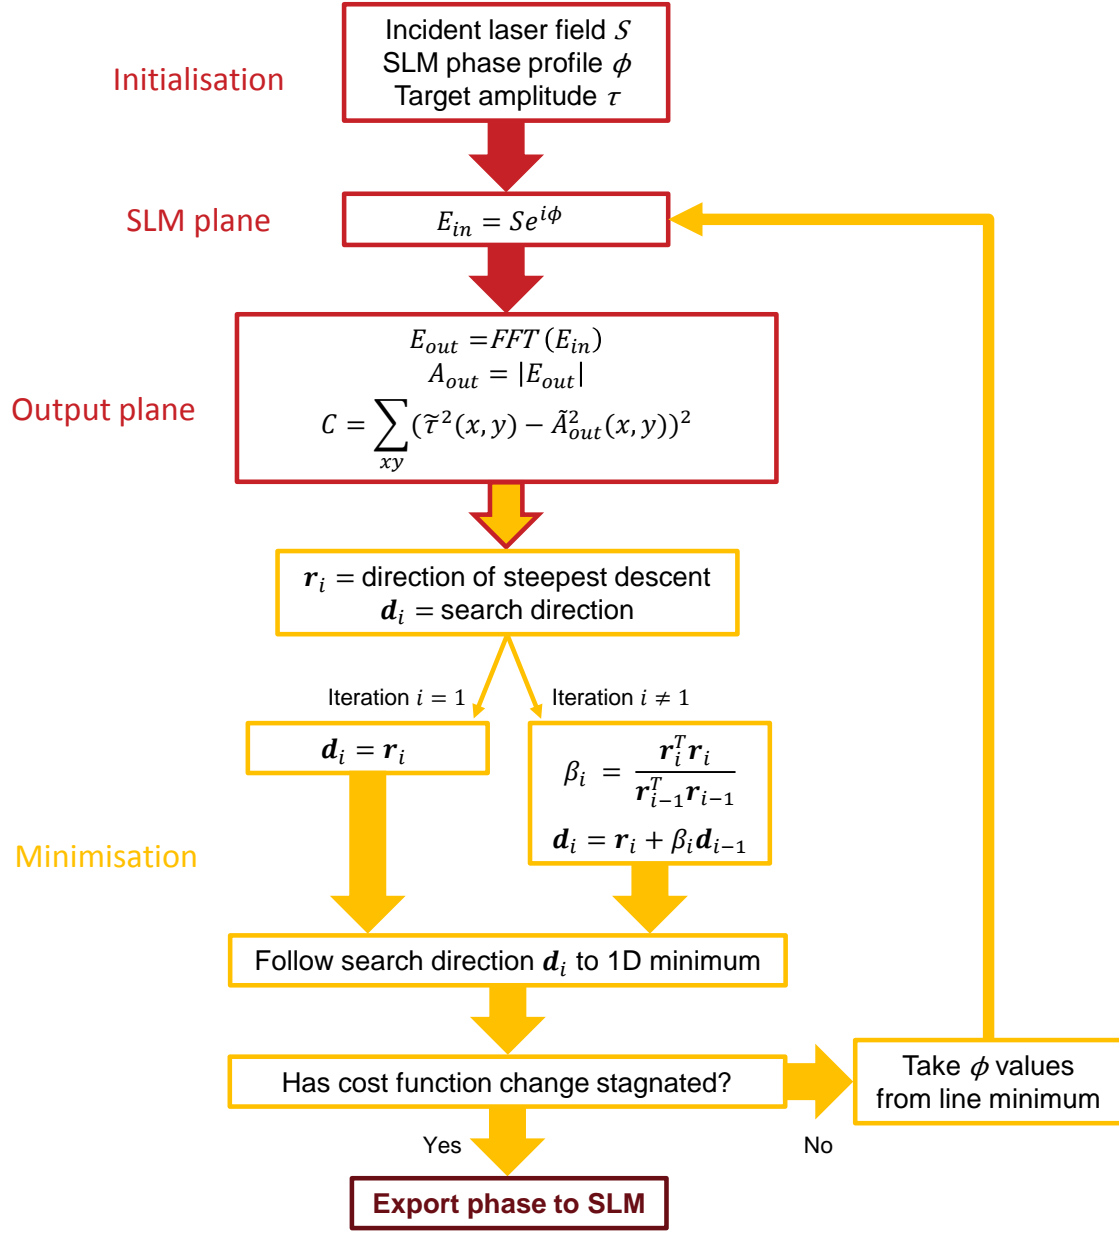 Incident laser field S
SLM phase profile ϕ
Target amplitude τ
Initialisation
SLM plane
E_in = Se^{iϕ}
Output plane
E_out =FFT(E_in)
A_out = |E_out|
C = ∑_{xy} (τ̃²(x, y) − Ã²_out(x, y))²
r_i = direction of steepest descent
d_i = search direction
Iteration i = 1
Iteration i ≠ 1
d_i = r_i
β_i = r_i^T r_i / r_{i−1}^T r_{i−1}
d_i = r_i + β_i d_{i−1}
Minimisation
Follow search direction d_i to 1D minimum
Has cost function change stagnated?
Take ϕ values
from line minimum
Yes
No
Export phase to SLM